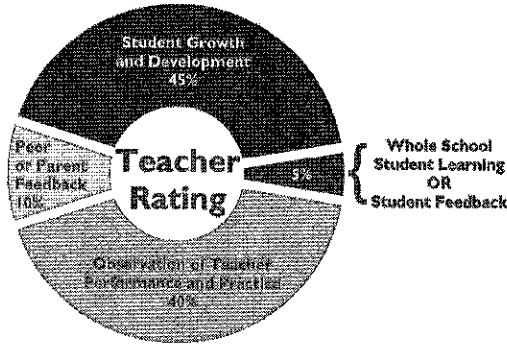 Student Growth
and Development
45%
Peer
or Parent
Feedback
10%
Teacher
Rating
5%
Whole School
Student Learning
OR
Student Feedback
Observation of Teacher
Performance and Practice
40%